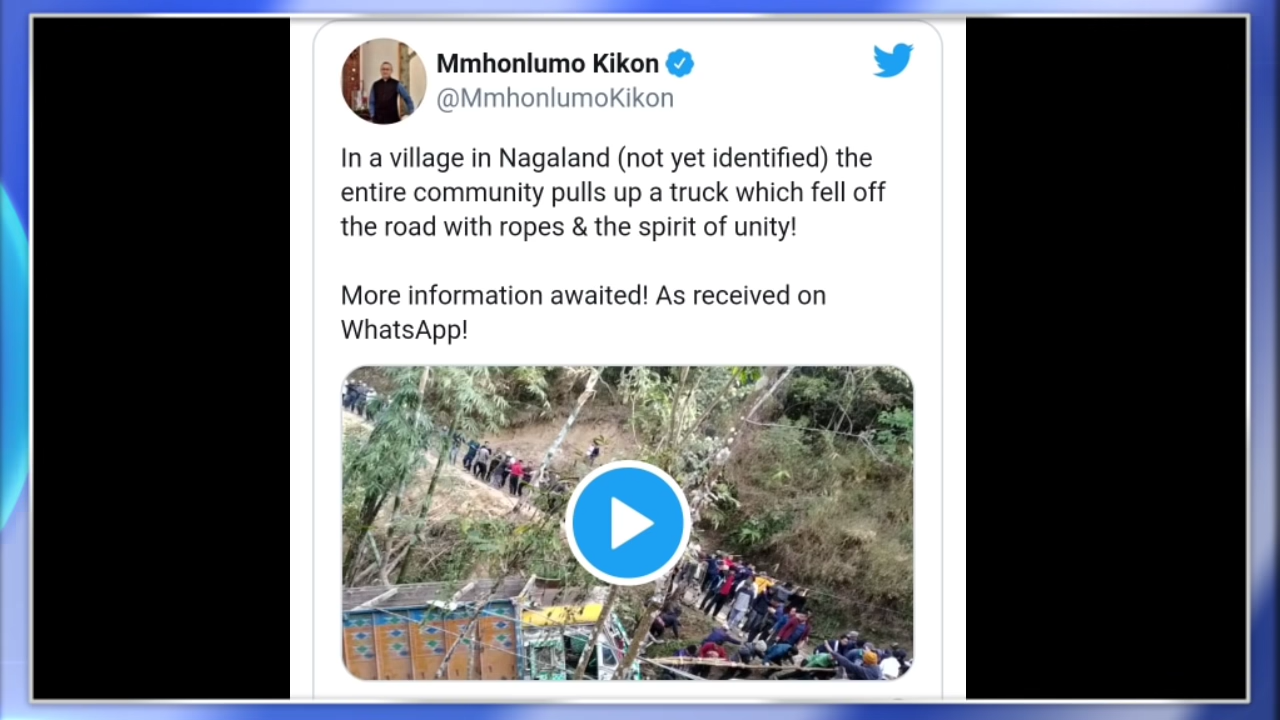 Mmhonlumo Kikon
@MmhonlumoKikon
In a village in Nagaland (not yet identified) the
entire community pulls up a truck which fell off
the road with ropes & the spirit of unity!
More information awaited! As received on
WhatsApp!